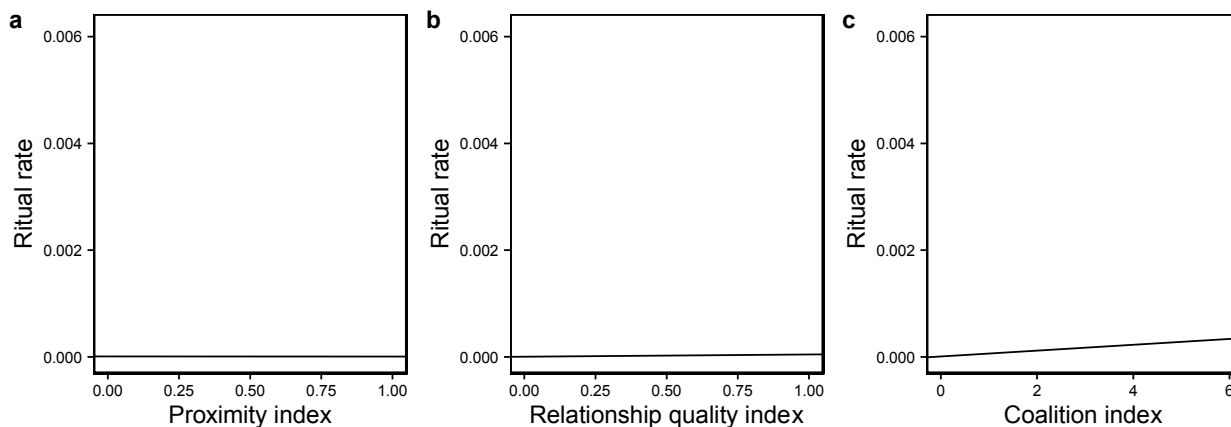 a
0.006
0.004
0.002
0.000
Ritual rate
0.00 0.25 0.50 0.75 1.00
Proximity index
b
0.006
0.004
0.002
0.000
Ritual rate
0.00 0.25 0.50 0.75 1.00
Relationship quality index
c
0.006
0.004
0.002
0.000
Ritual rate
0 2 4 6
Coalition index